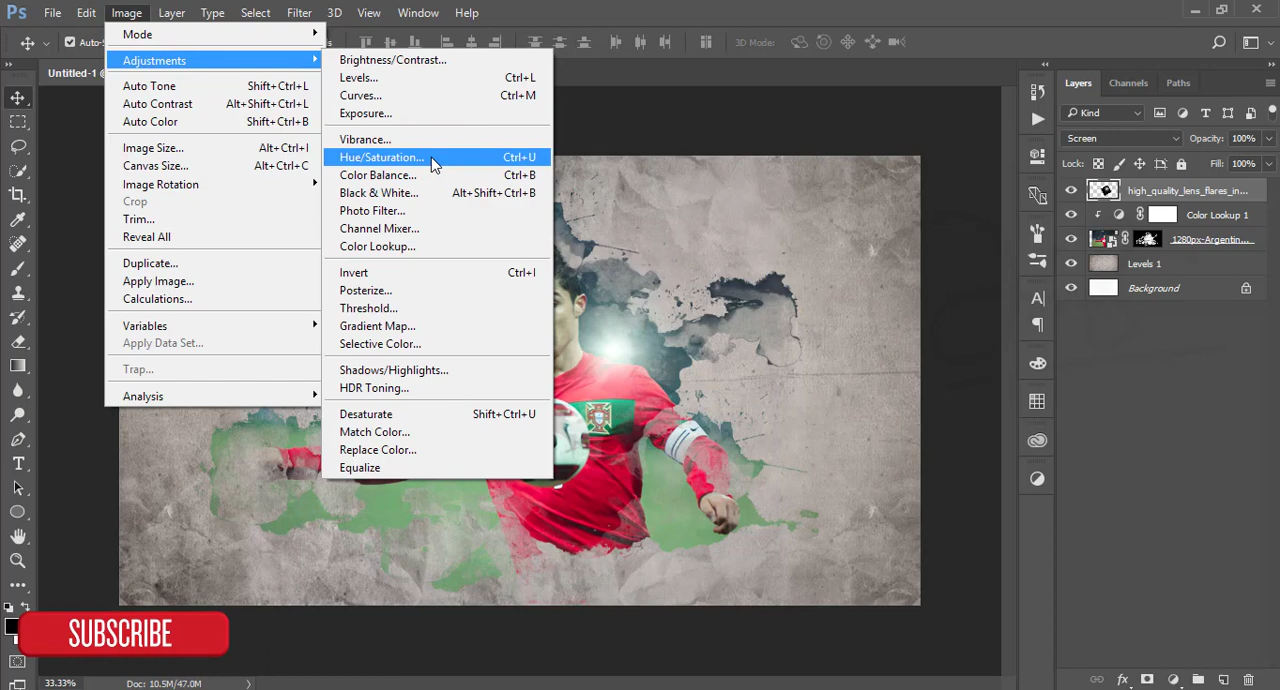 Ps File Edit Image Layer Type Select Filter 3D View Window Help
Auto-S 3D Mode:
Untitled-1 @
Mode
Adjustments
Auto Tone Shift+Ctrl+L
Auto Contrast Alt+Shift+Ctrl+L
Auto Color Shift+Ctrl+B
Image Size... Alt+Ctrl+I
Canvas Size... Alt+Ctrl+C
Image Rotation
Crop
Trim...
Reveal All
Duplicate...
Apply Image...
Calculations...
Variables
Apply Data Set...
Trap...
Analysis
Brightness/Contrast...
Levels... Ctrl+L
Curves... Ctrl+M
Exposure...
Vibrance...
Hue/Saturation... Ctrl+U
Color Balance... Ctrl+B
Black & White... Alt+Shift+Ctrl+B
Photo Filter...
Channel Mixer...
Color Lookup...
Invert Ctrl+I
Posterize...
Threshold...
Gradient Map...
Selective Color...
Shadows/Highlights...
HDR Toning...
Desaturate Shift+Ctrl+U
Match Color...
Replace Color...
Equalize
Layers Channels Paths
Kind
Screen Opacity: 100%
Lock: Fill: 100%
high_quality_lens_flares_in...
Color Lookup 1
1280px-Argentin...
Levels 1
Background
SUBSCRIBE
33.33% Doc: 10.5M/47.0M